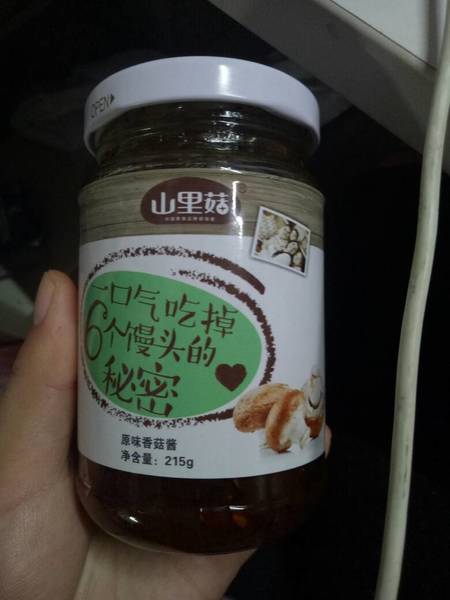 OPEN
山里菇
一口气吃掉
6个馒头的
秘密
原味香菇酱
净含量：215g